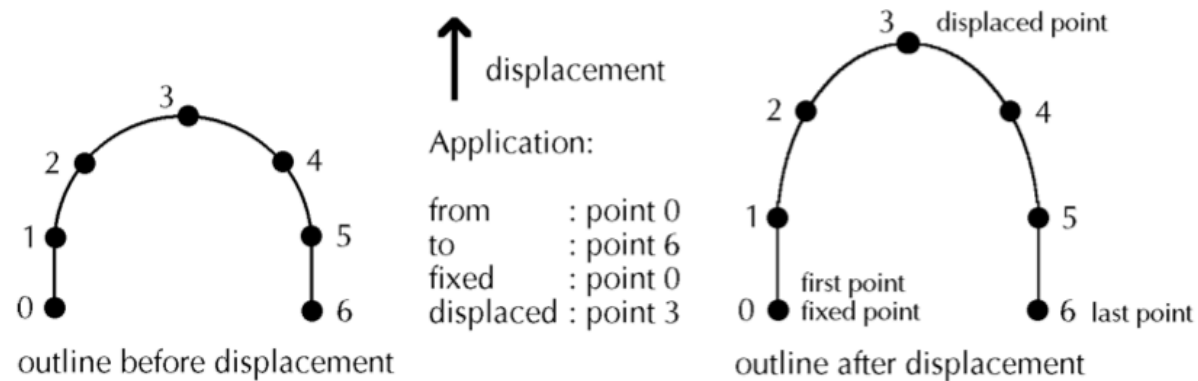 3
2
4
1
5
0
6
outline before displacement
displacement
Application:
from : point 0
to : point 6
fixed : point 0
displaced : point 3
3 displaced point
2
4
1
5
first point
0 fixed point
6 last point
outline after displacement